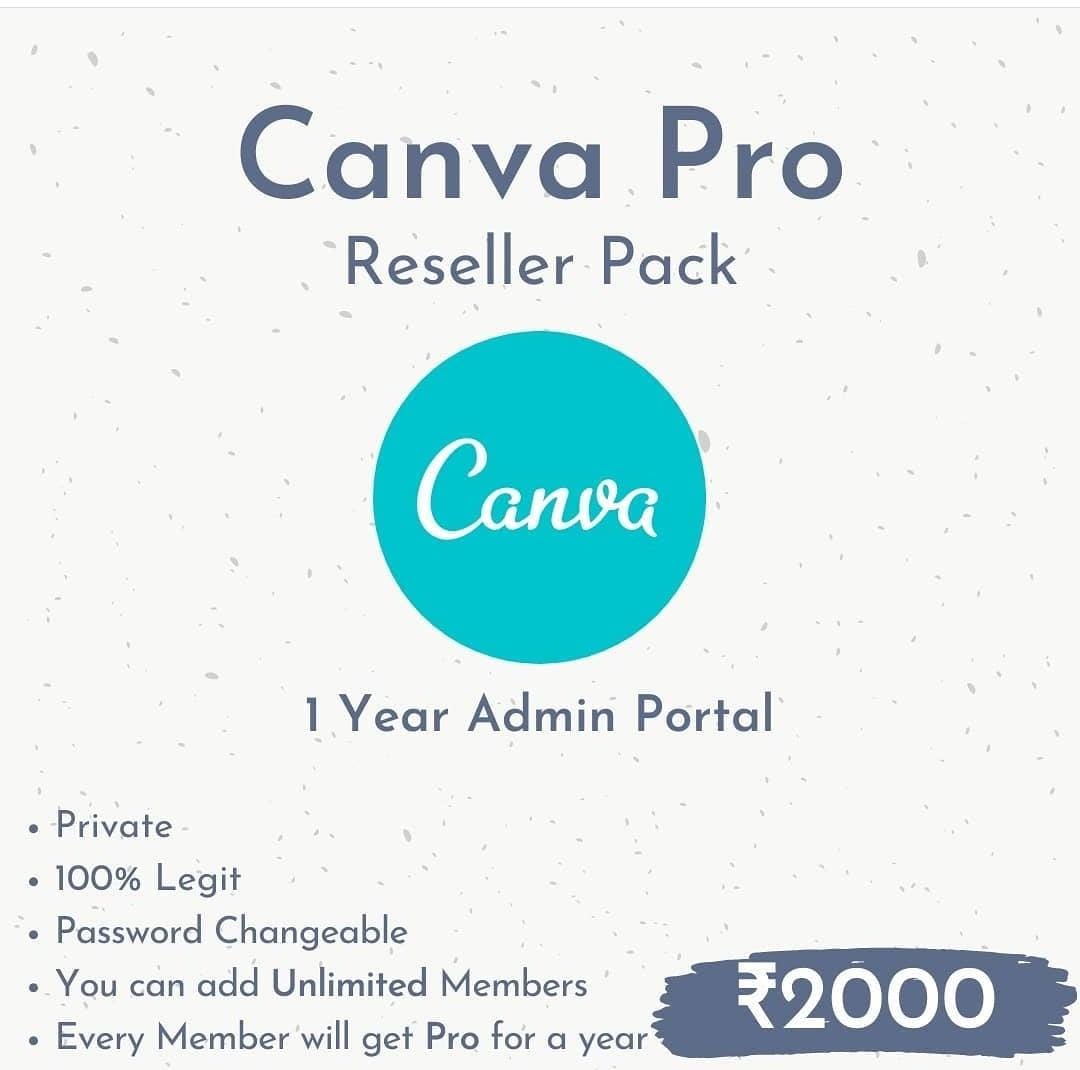 Canva Pro
Reseller Pack
Canva
1 Year Admin Portal
• Private
• 100% Legit
• Password Changeable
• You can add Unlimited Members
• Every Member will get Pro for a year
₹2000